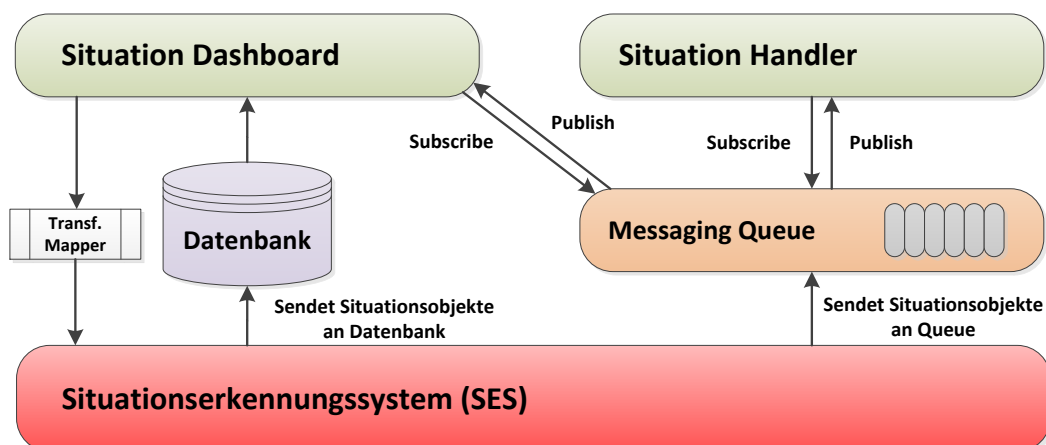 Situation Dashboard
Situation Handler
Publish
Subscribe
Subscribe
Publish
Transf.
Mapper
Datenbank
Messaging Queue
Sendet Situationsobjekte
an Datenbank
Sendet Situationsobjekte
an Queue
Situationserkennungssystem (SES)